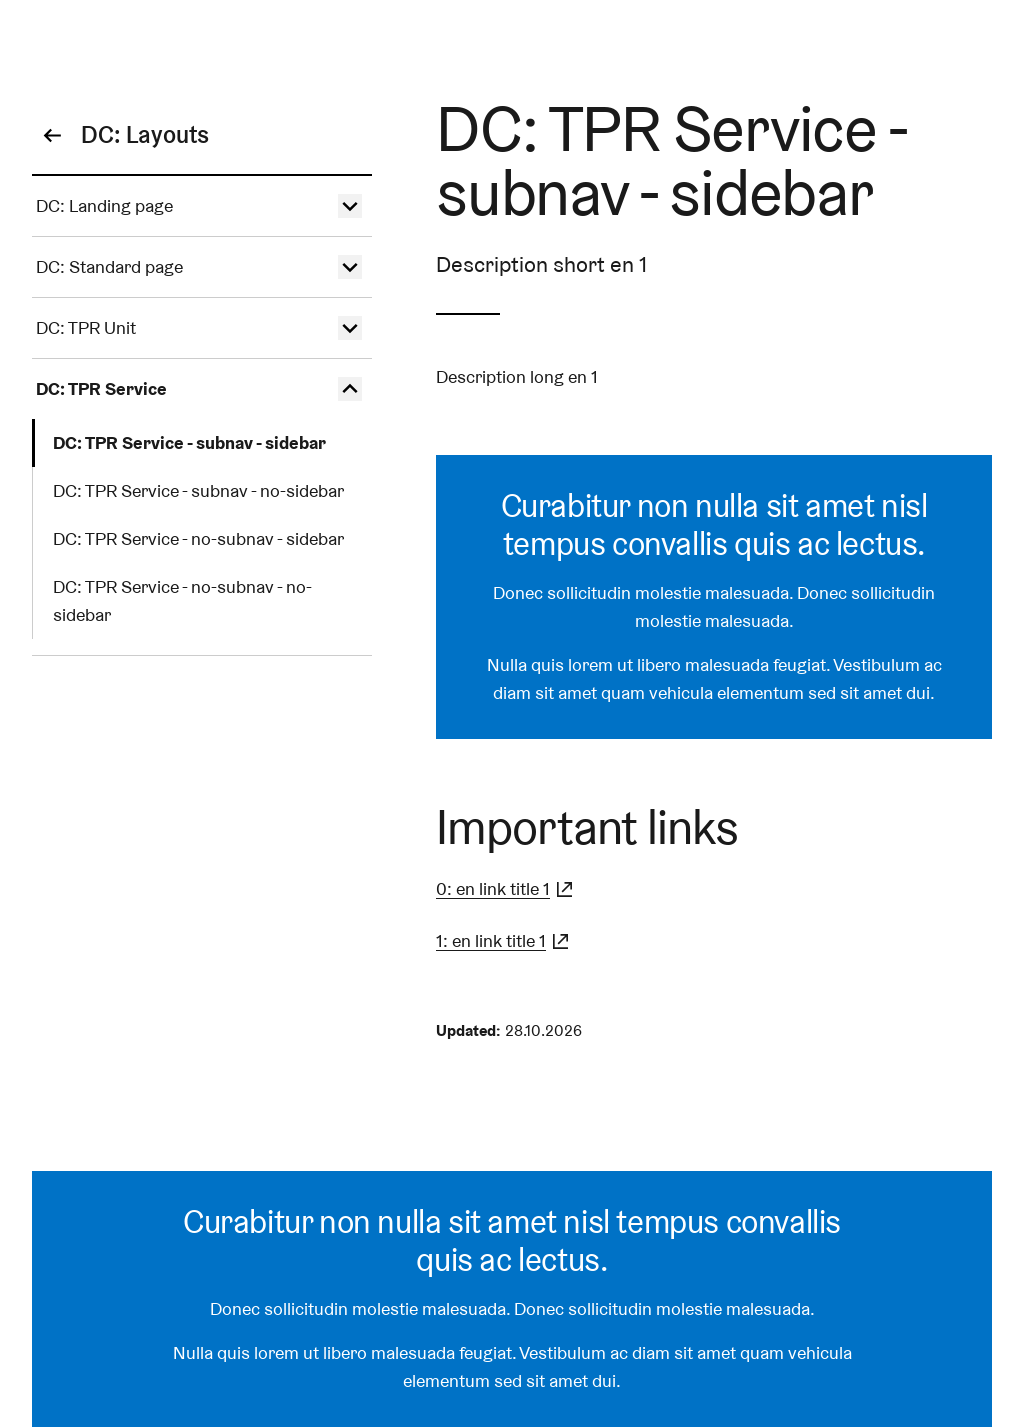 DC: Layouts
DC: Landing page
DC: Standard page
DC: TPR Unit
DC: TPR Service
DC: TPR Service - subnav - sidebar
DC: TPR Service - subnav - no-sidebar
DC: TPR Service - no-subnav - sidebar
DC: TPR Service - no-subnav - no-
sidebar
DC: TPR Service -
subnav - sidebar
Description short en 1
Description long en 1
Curabitur non nulla sit amet nisl
tempus convallis quis ac lectus.
Donec sollicitudin molestie malesuada. Donec sollicitudin
molestie malesuada.
Nulla quis lorem ut libero malesuada feugiat. Vestibulum ac
diam sit amet quam vehicula elementum sed sit amet dui.
Important links
0: en link title 1
1: en link title 1
Updated: 28.10.2026
Curabitur non nulla sit amet nisl tempus convallis
quis ac lectus.
Donec sollicitudin molestie malesuada. Donec sollicitudin molestie malesuada.
Nulla quis lorem ut libero malesuada feugiat. Vestibulum ac diam sit amet quam vehicula
elementum sed sit amet dui.